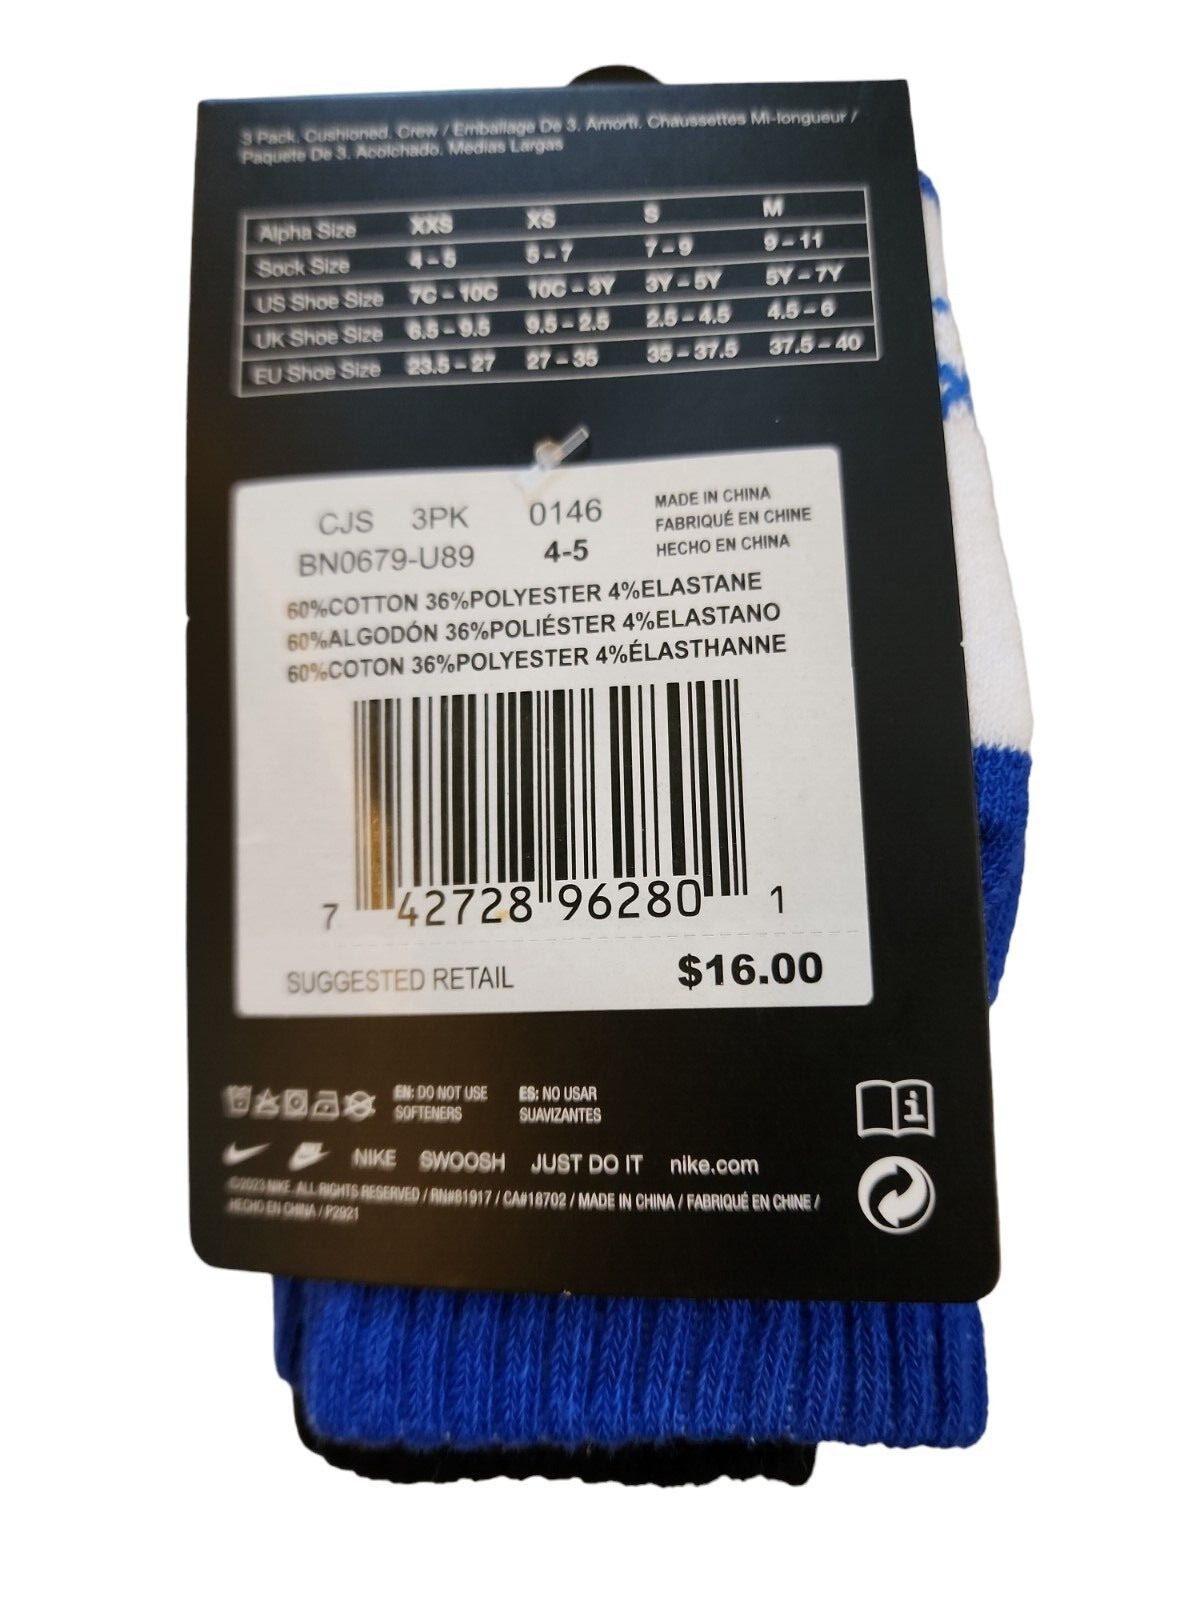 3 Pack. Cushioned. Crew / Emballage De 3. Amorti. Chaussettes Mi-longueur /
Paquete De 3. Acolchado. Medias Largas
Alpha Size XXS XS S M
Sock Size 4 - 5 5 - 7 7 - 9 9 - 11
US Shoe Size 7C - 10C 10C - 3Y 3Y - 5Y 5Y - 7Y
UK Shoe Size 6.5 - 9.5 9.5 - 2.5 2.5 - 4.5 4.5 - 6
EU Shoe Size 23.5 - 27 27 - 35 35 - 37.5 37.5 - 40
CJS 3PK 0146 MADE IN CHINA
FABRIQUÉ EN CHINE
BN0679-U89 4-5 HECHO EN CHINA
60%COTTON 36%POLYESTER 4%ELASTANE
60%ALGODÓN 36%POLIÉSTER 4%ELASTANO
60%COTON 36%POLYESTER 4%ÉLASTHANNE
7 42728 96280 1
SUGGESTED RETAIL $16.00
EN: DO NOT USE ES: NO USAR
SOFTENERS SUAVIZANTES
NIKE SWOOSH JUST DO IT nike.com
©2023 NIKE. ALL RIGHTS RESERVED / RN#81917 / CA#18702 / MADE IN CHINA / FABRIQUÉ EN CHINE /
HECHO EN CHINA / P2921